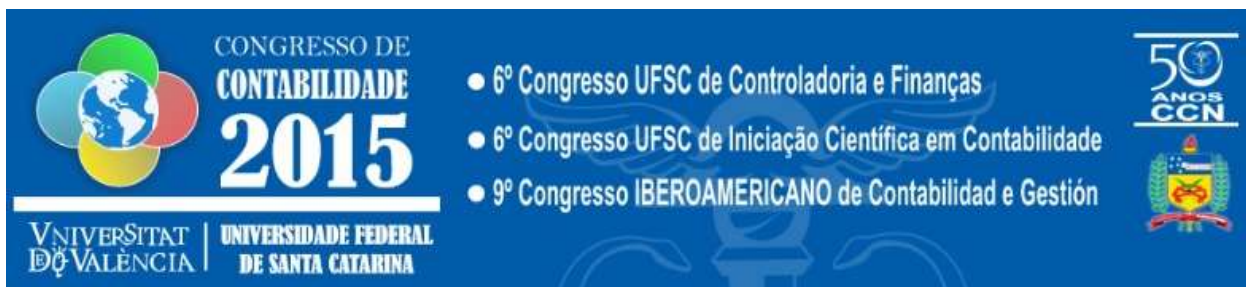 CONGRESSO DE
CONTABILIDADE
2015
VNIVERSITAT
DỌ̈ VALÈNCIA
UNIVERSIDADE FEDERAL
DE SANTA CATARINA
● 6º Congresso UFSC de Controladoria e Finanças
● 6º Congresso UFSC de Iniciação Científica em Contabilidade
● 9º Congresso IBEROAMERICANO de Contabilidad e Gestión
50
ANOS
CCN